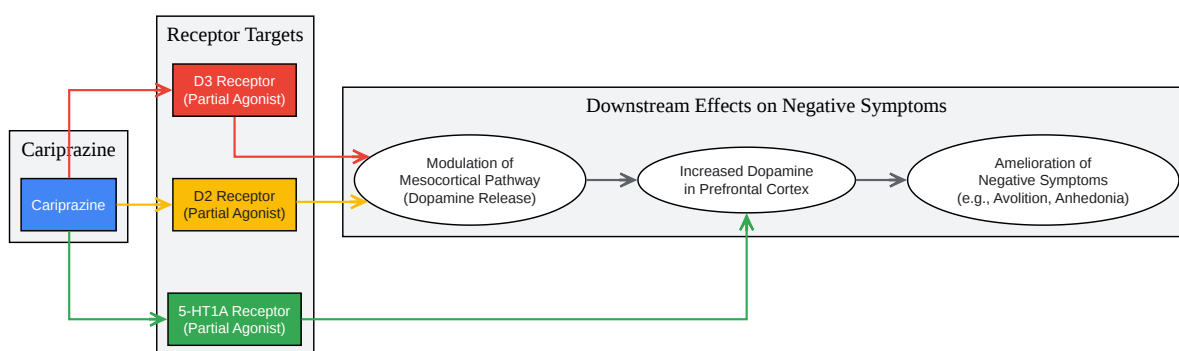 Receptor Targets
D3 Receptor
(Partial Agonist)
Downstream Effects on Negative Symptoms
Cariprazine
Cariprazine
D2 Receptor
(Partial Agonist)
Modulation of
Mesocortical Pathway
(Dopamine Release)
Increased Dopamine
in Prefrontal Cortex
Amelioration of
Negative Symptoms
(e.g., Avolition, Anhedonia)
5-HT1A Receptor
(Partial Agonist)